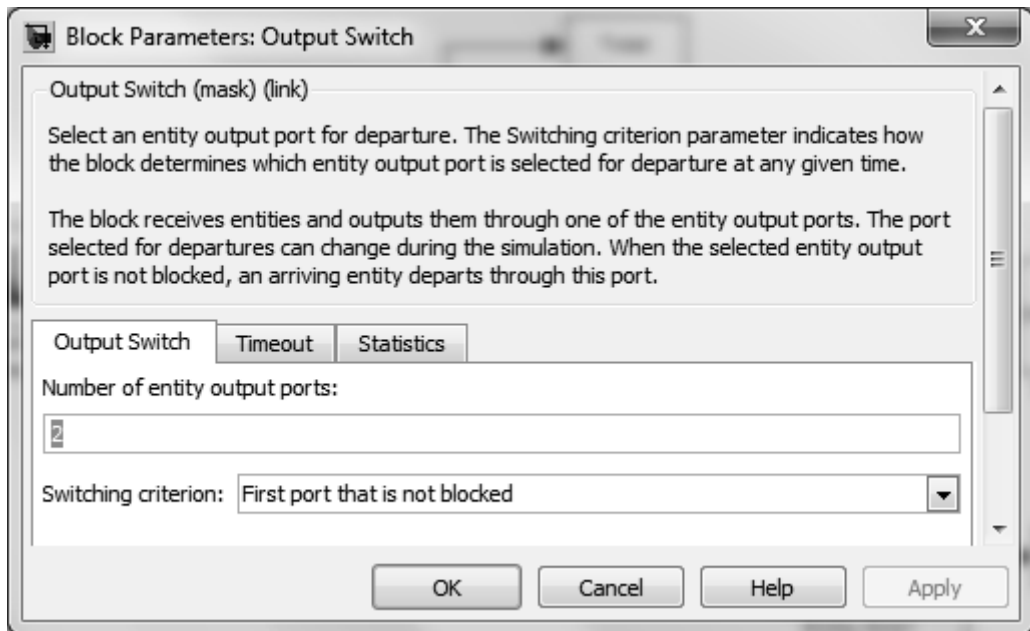 Block Parameters: Output Switch
Output Switch (mask) (link)
Select an entity output port for departure. The Switching criterion parameter indicates how
the block determines which entity output port is selected for departure at any given time.
The block receives entities and outputs them through one of the entity output ports. The port
selected for departures can change during the simulation. When the selected entity output
port is not blocked, an arriving entity departs through this port.
Output Switch Timeout Statistics
Number of entity output ports:
2
Switching criterion: First port that is not blocked
OK Cancel Help Apply